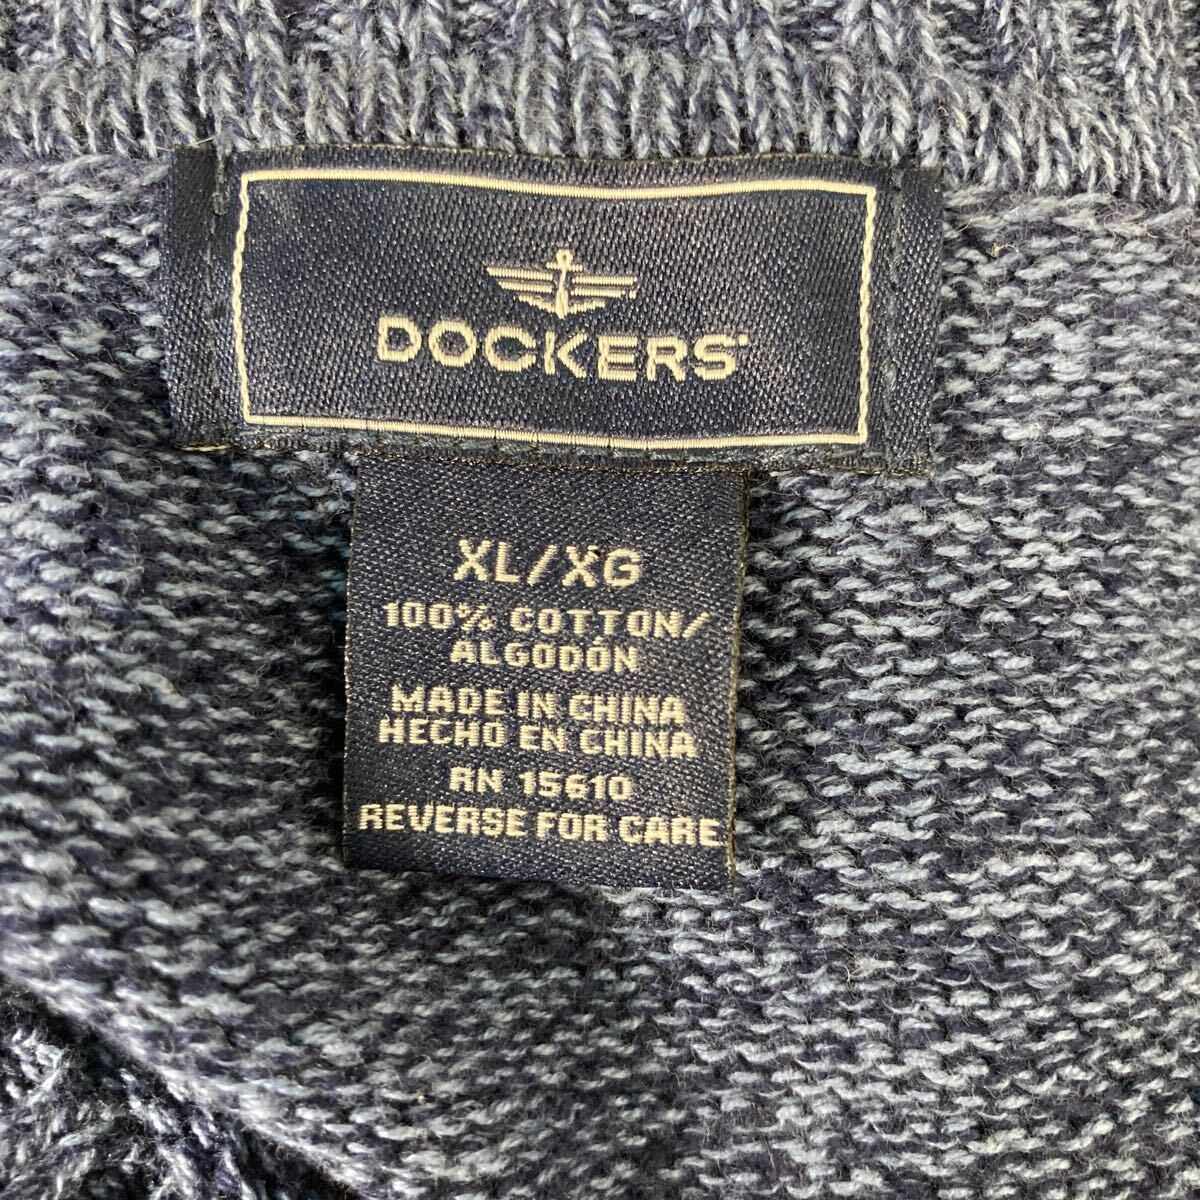 DOCKERS
XL/XG
100% COTTON/
ALGODÓN
MADE IN CHINA
HECHO EN CHINA
RN 15610
REVERSE FOR CARE